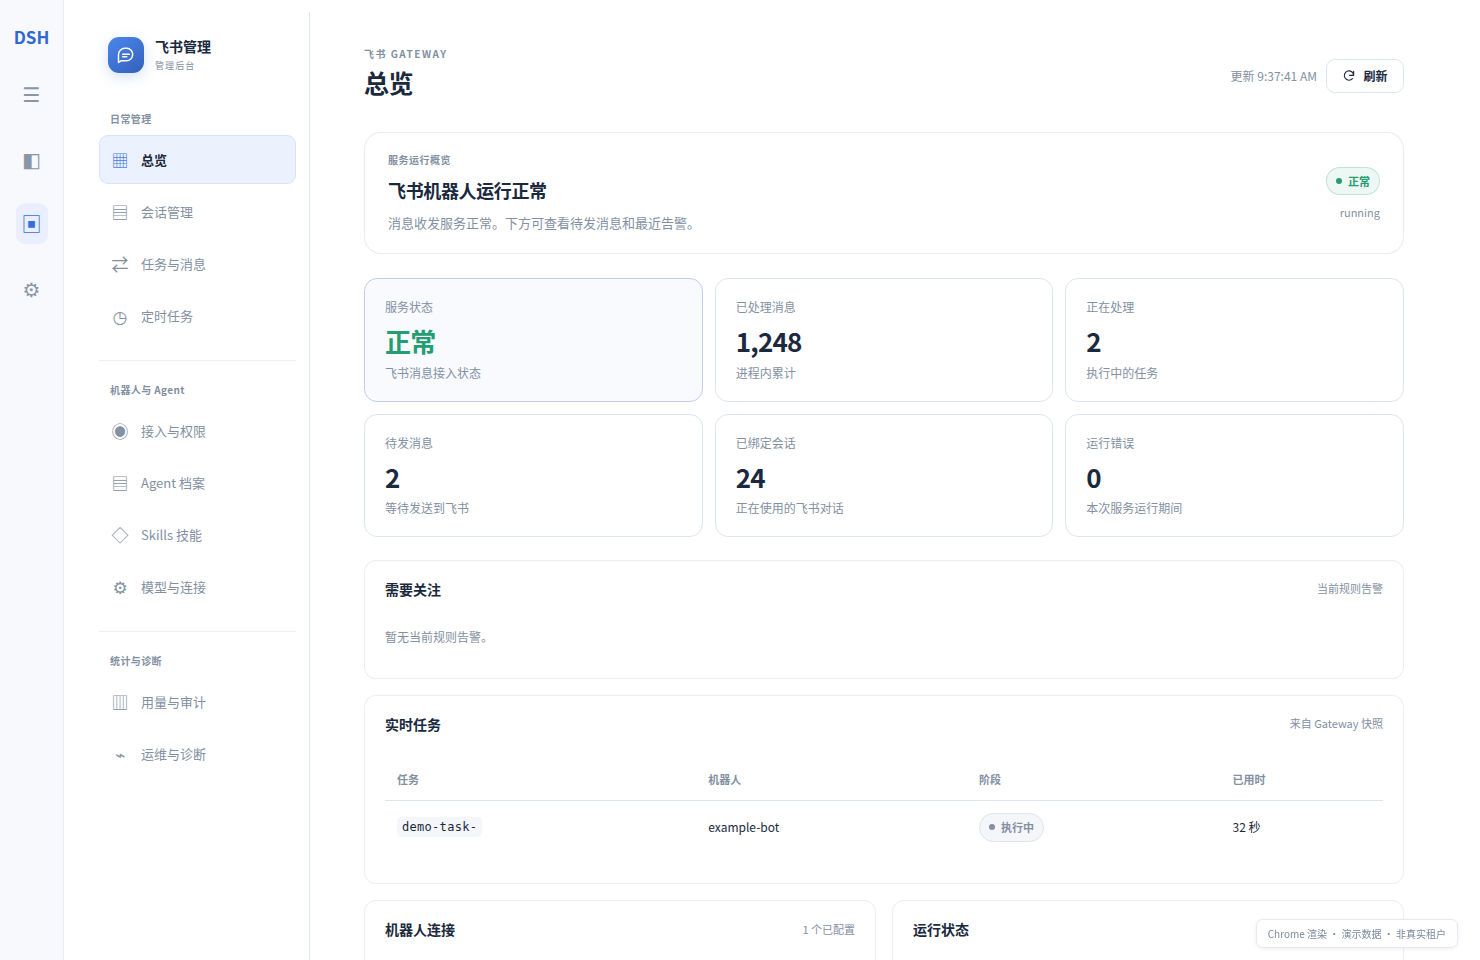 DSH
飞书管理
管理后台
日常管理
总览
会话管理
任务与消息
定时任务
机器人与 Agent
接入与权限
Agent 档案
Skills 技能
模型与连接
统计与诊断
用量与审计
运维与诊断
飞书 GATEWAY
总览
更新 9:37:41 AM
刷新
服务运行概览
飞书机器人运行正常
消息收发服务正常。下方可查看待发消息和最近告警。
正常
running
服务状态
正常
飞书消息接入状态
已处理消息
1,248
进程内累计
正在处理
2
执行中的任务
待发消息
2
等待发送到飞书
已绑定会话
24
正在使用的飞书对话
运行错误
0
本次服务运行期间
需要关注
当前规则告警
暂无当前规则告警。
实时任务
来自 Gateway 快照
任务 机器人 阶段 已用时
demo-task- example-bot 执行中 32 秒
机器人连接
1 个已配置
运行状态
Chrome 渲染 · 演示数据 · 非真实租户